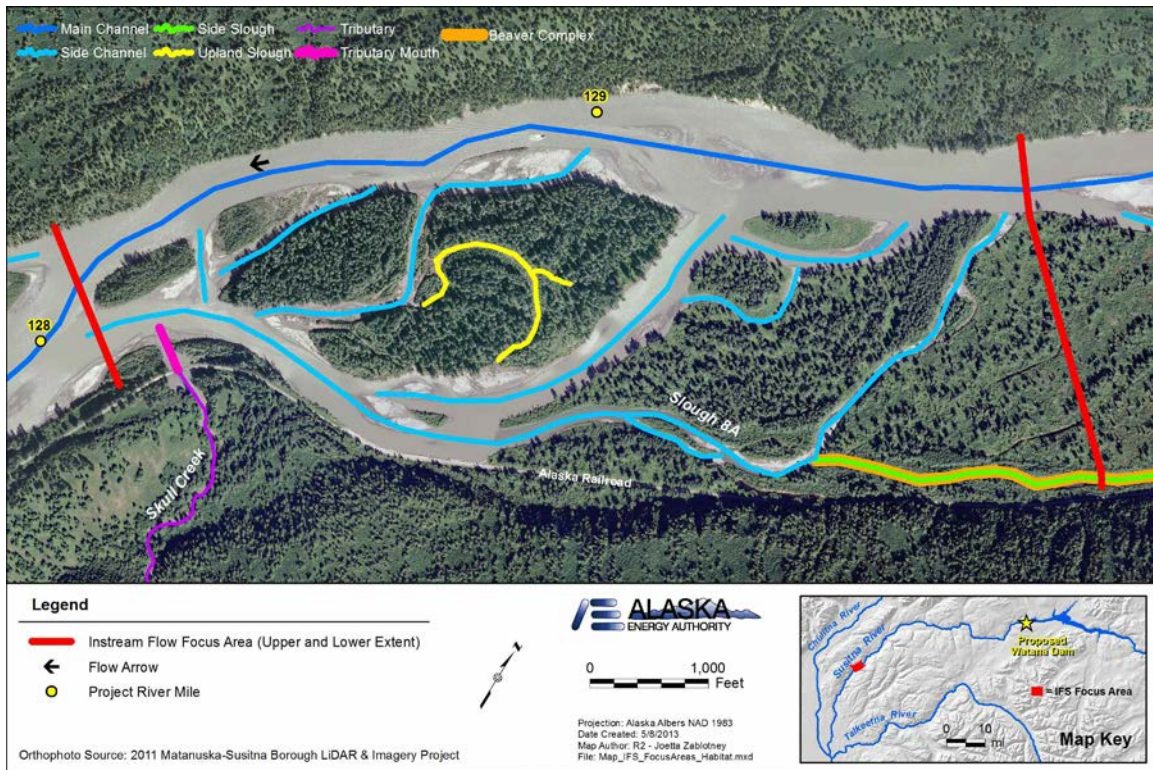 Main Channel
Side Slough
Tributary
Beaver Complex
Side Channel
Upland Slough
Tributary Mouth
129
128
Slough 8A
Skull Creek
Alaska Railroad
Legend
Instream Flow Focus Area (Upper and Lower Extent)
Flow Arrow
Project River Mile
Orthophoto Source: 2011 Matanuska-Susitna Borough LiDAR & Imagery Project
ALASKA
ENERGY AUTHORITY
0 1,000
Feet
Projection: Alaska Albers NAD 1983
Date Created: 5/8/2013
Map Author: R2 - Joetta Zablotney
File: Map_IFS_FocusAreas_Habitat.mxd
Chulitna River
Susitna River
Proposed
Watana Dam
= IFS Focus Area
Talkeetna River
0 10
mi
Map Key